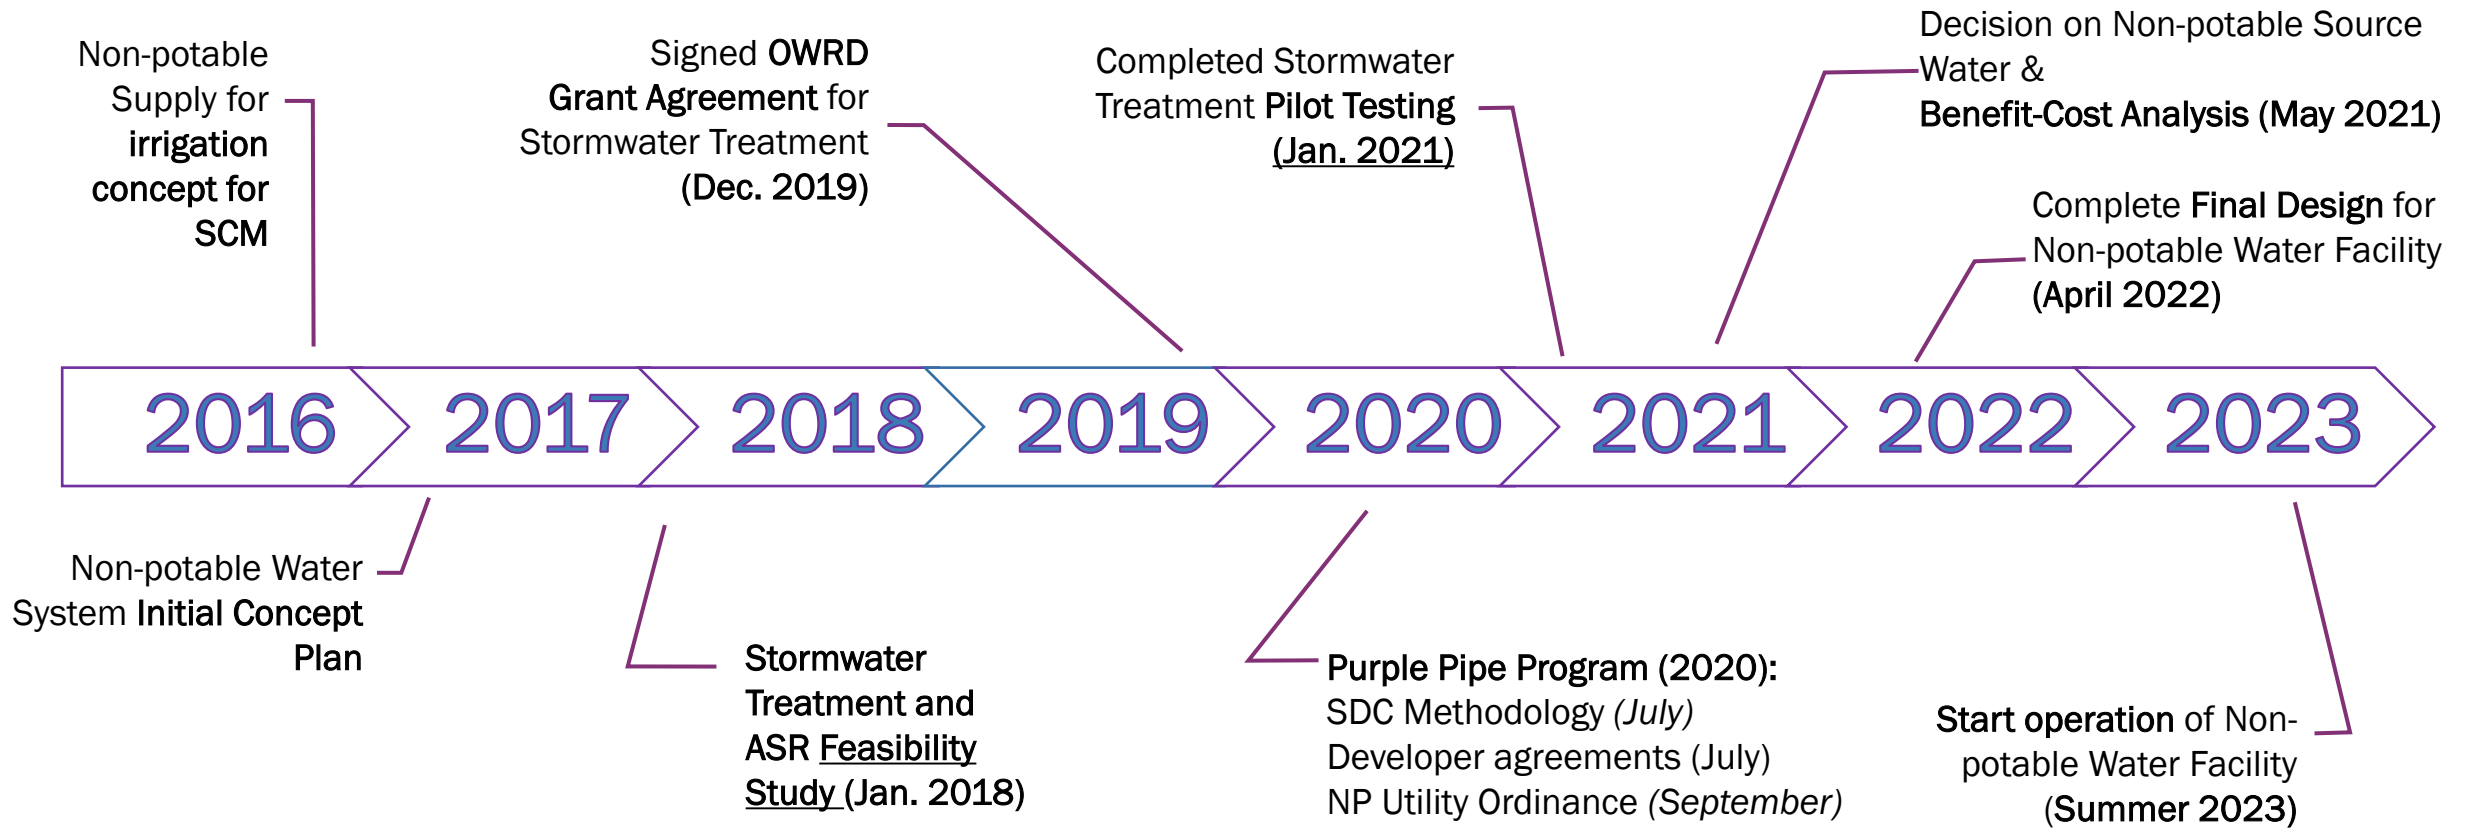 Non-potable
Supply for
irrigation
concept for
SCM
Signed OWRD
Grant Agreement for
Stormwater Treatment
(Dec. 2019)
Completed Stormwater
Treatment Pilot Testing
(Jan. 2021)
Decision on Non-potable Source
Water &
Benefit-Cost Analysis (May 2021)
Complete Final Design for
Non-potable Water Facility
(April 2022)
2016
2017
2018
2019
2020
2021
2022
2023
Non-potable Water
System Initial Concept
Plan
Stormwater
Treatment and
ASR Feasibility
Study (Jan. 2018)
Purple Pipe Program (2020):
SDC Methodology (July)
Developer agreements (July)
NP Utility Ordinance (September)
Start operation of Non-
potable Water Facility
(Summer 2023)